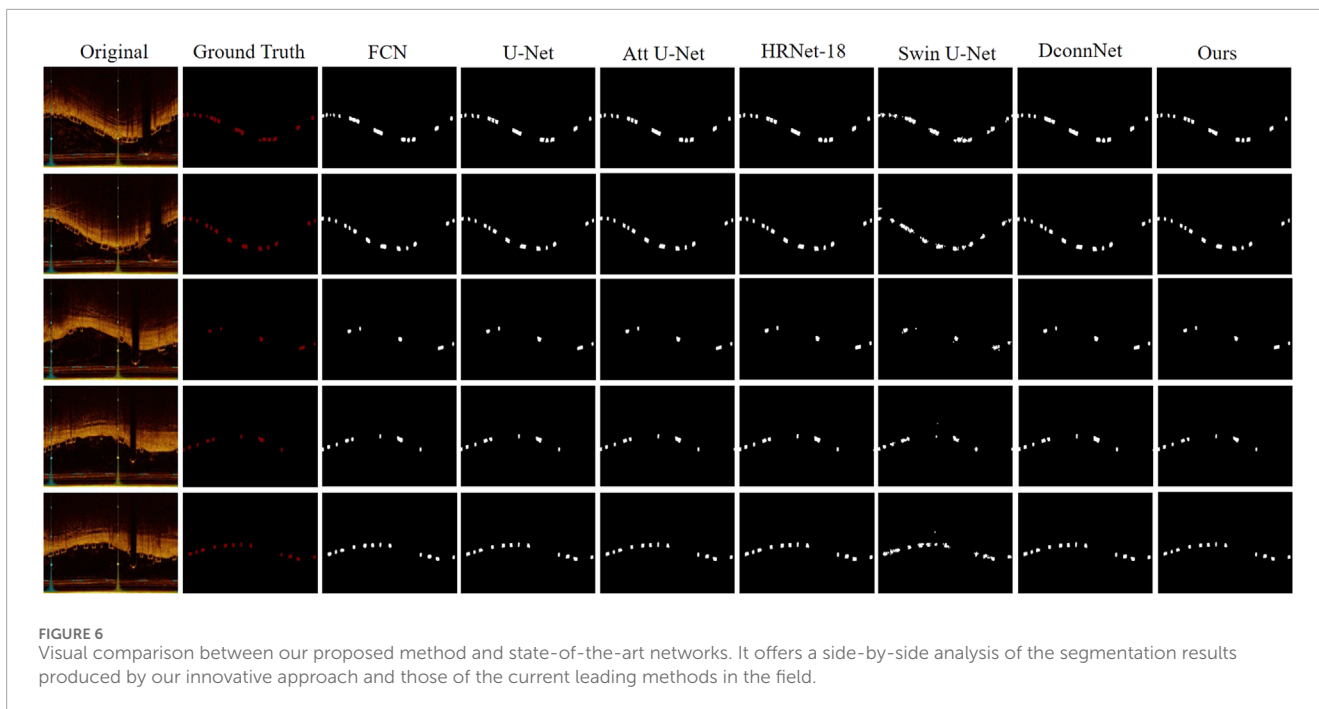 Original Ground Truth FCN U-Net Att U-Net HRNet-18 Swin U-Net DconnNet Ours
FIGURE 6
Visual comparison between our proposed method and state-of-the-art networks. It offers a side-by-side analysis of the segmentation results
produced by our innovative approach and those of the current leading methods in the field.